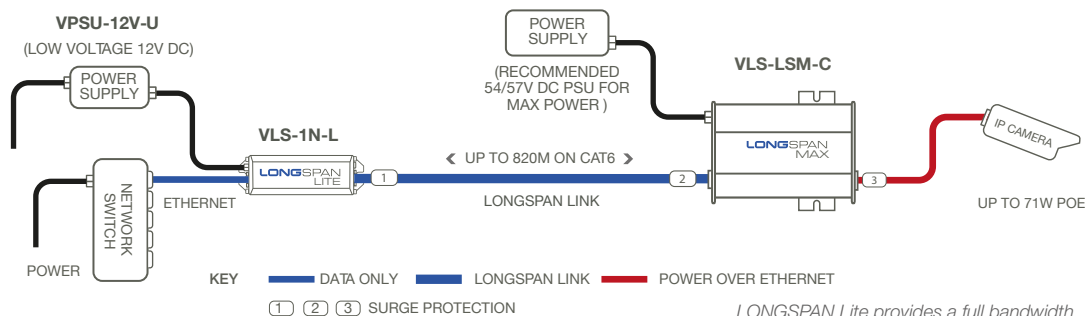 VPSU-12V-U
(LOW VOLTAGE 12V DC)
POWER
SUPPLY
VLS-1N-L
LONGSPAN
LITE
NETWORK
SWITCH
ETHERNET
POWER
1
UP TO 820M ON CAT6
LONGSPAN LINK
2
POWER
SUPPLY
(RECOMMENDED
54/57V DC PSU FOR
MAX POWER )
VLS-LSM-C
LONGSPAN
MAX
3
IP CAMERA
UP TO 71W POE
KEY DATA ONLY LONGSPAN LINK POWER OVER ETHERNET
1 2 3 SURGE PROTECTION
LONGSPAN Lite provides a full bandwidth